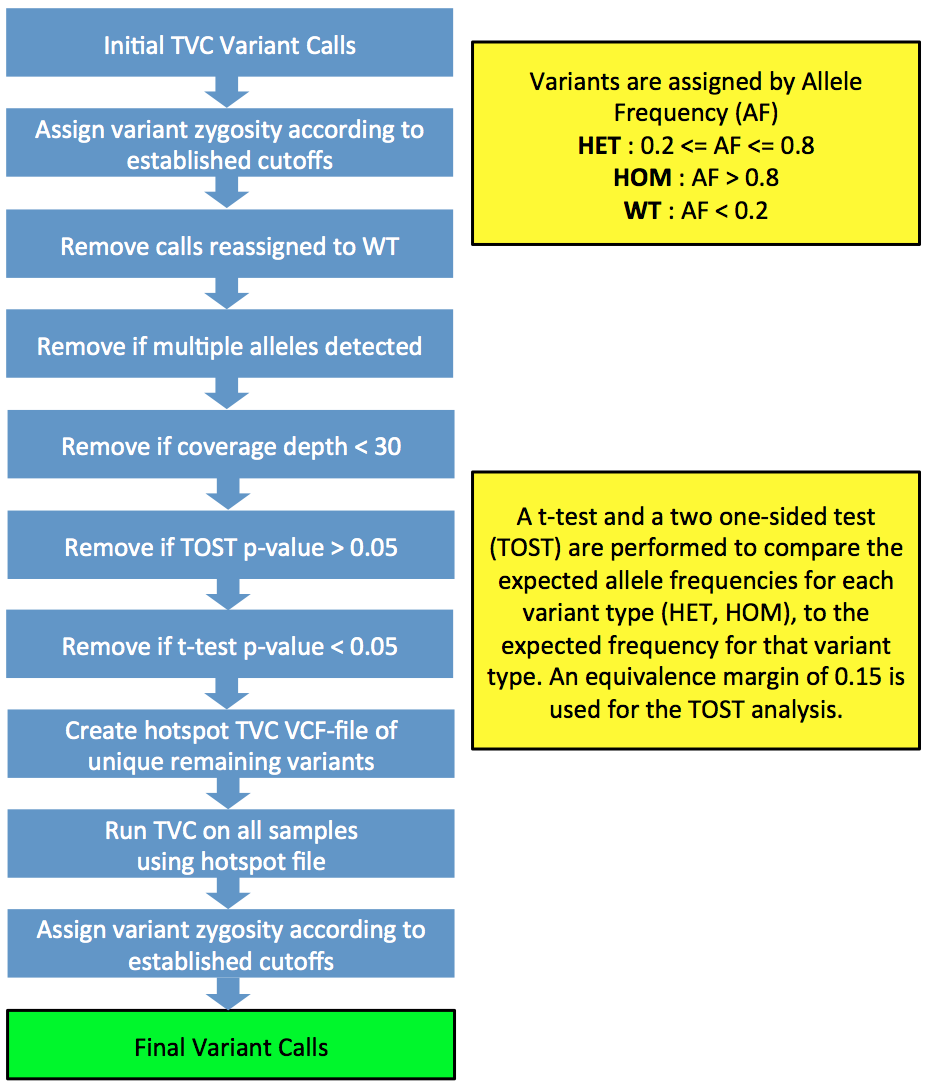 Initial TVC Variant Calls
Assign variant zygosity according to
established cutoffs
Remove calls reassigned to WT
Remove if multiple alleles detected
Remove if coverage depth < 30
Remove if TOST p-value > 0.05
Remove if t-test p-value < 0.05
Create hotspot TVC VCF-file of
unique remaining variants
Run TVC on all samples
using hotspot file
Assign variant zygosity according to
established cutoffs
Final Variant Calls
Variants are assigned by Allele
Frequency (AF)
HET : 0.2 <= AF <= 0.8
HOM : AF > 0.8
WT : AF < 0.2
A t-test and a two one-sided test
(TOST) are performed to compare the
expected allele frequencies for each
variant type (HET, HOM), to the
expected frequency for that variant
type. An equivalence margin of 0.15 is
used for the TOST analysis.